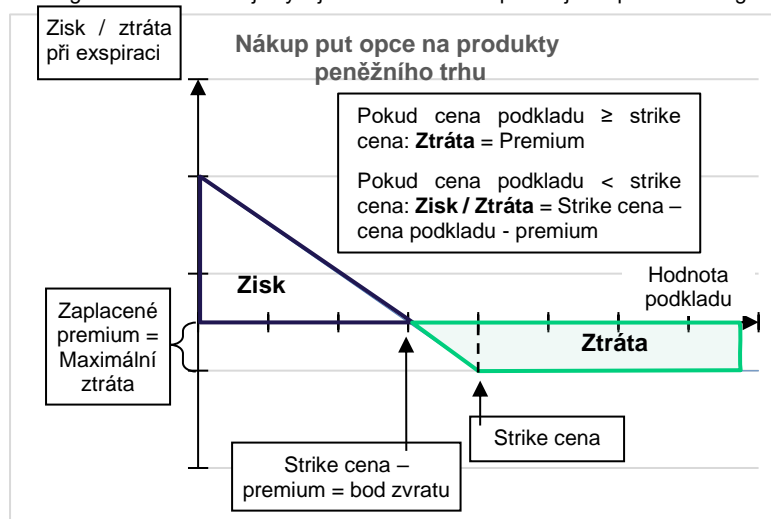 Zisk / ztráta
při exspiraci
Nákup put opce na produkty
peněžního trhu
Pokud cena podkladu ≥ strike
cena: Ztráta = Premium
Pokud cena podkladu < strike
cena: Zisk / Ztráta = Strike cena –
cena podkladu - premium
Zisk
Hodnota
podkladu
Zaplacené
premium =
Maximální
ztráta
Ztráta
Strike cena
Strike cena –
premium = bod zvratu